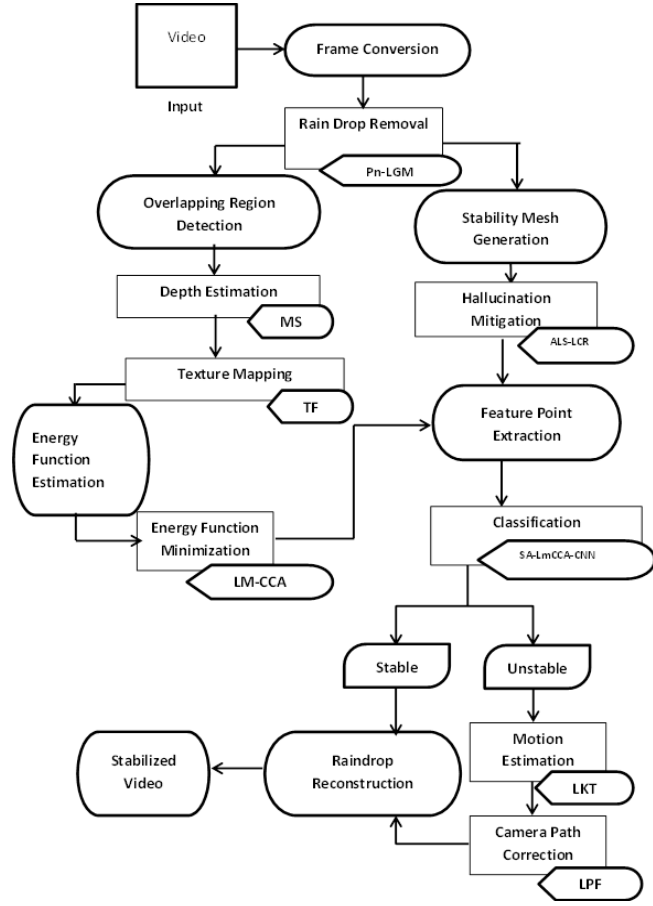 Video
Input
Frame Conversion
Rain Drop Removal
Pn-LGM
Overlapping Region
Detection
Stability Mesh
Generation
Depth Estimation
MS
Hallucination
Mitigation
ALS-LCR
Texture Mapping
TF
Energy
Function
Estimation
Feature Point
Extraction
Energy Function
Minimization
LM-CCA
Classification
SA-LmCCA-CNN
Stable
Unstable
Stabilized
Video
Raindrop
Reconstruction
Motion
Estimation
LKT
Camera Path
Correction
LPF